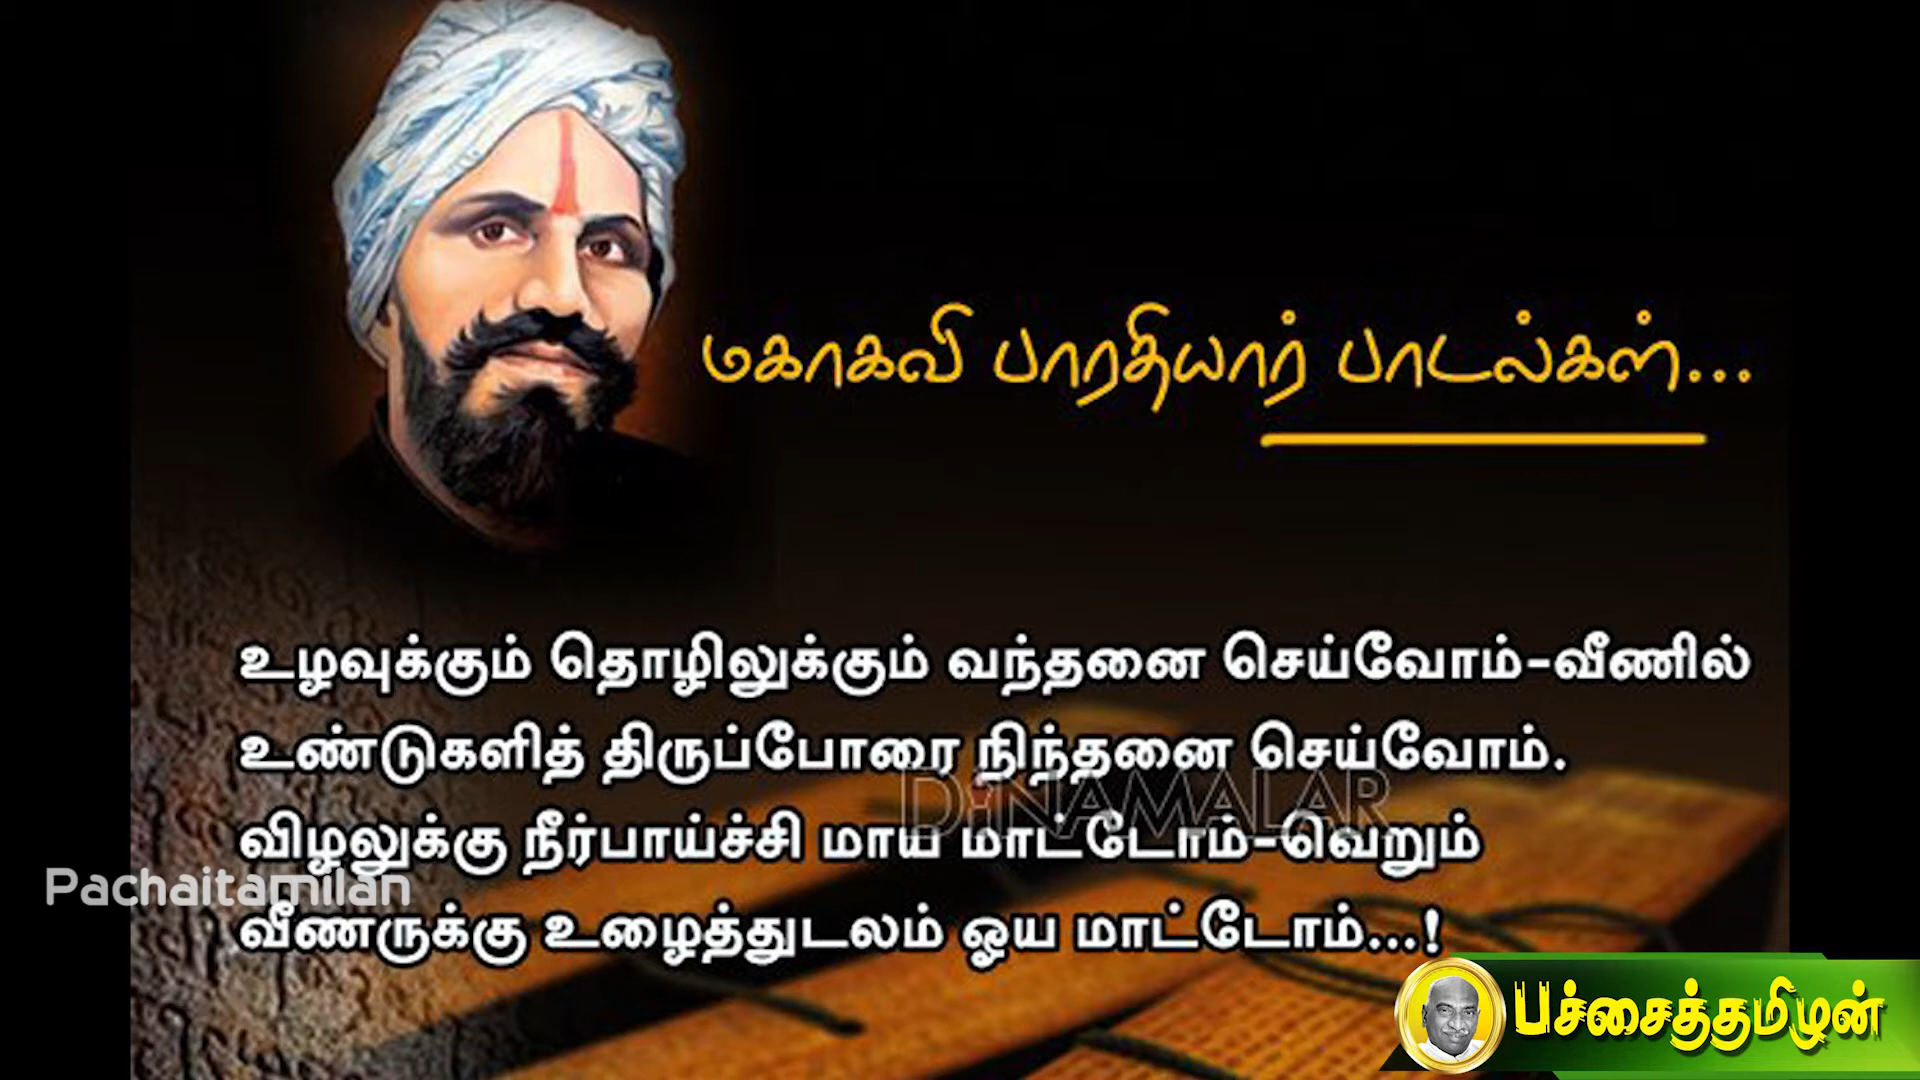 மகாகவி பாரதியார் பாடல்கள்...
உழவுக்கும் தொழிலுக்கும் வந்தனை செய்வோம்-வீணில்
உண்டுகளித் திருப்போரை நிந்தனை செய்வோம்.
DINAMALAR
விழலுக்கு நீர்பாய்ச்சி மாய மாட்டோம்-வெறும்
Pachaitamilan
வீணருக்கு உழைத்துடலம் ஓய மாட்டோம்...!
பச்சைத்தமிழன்